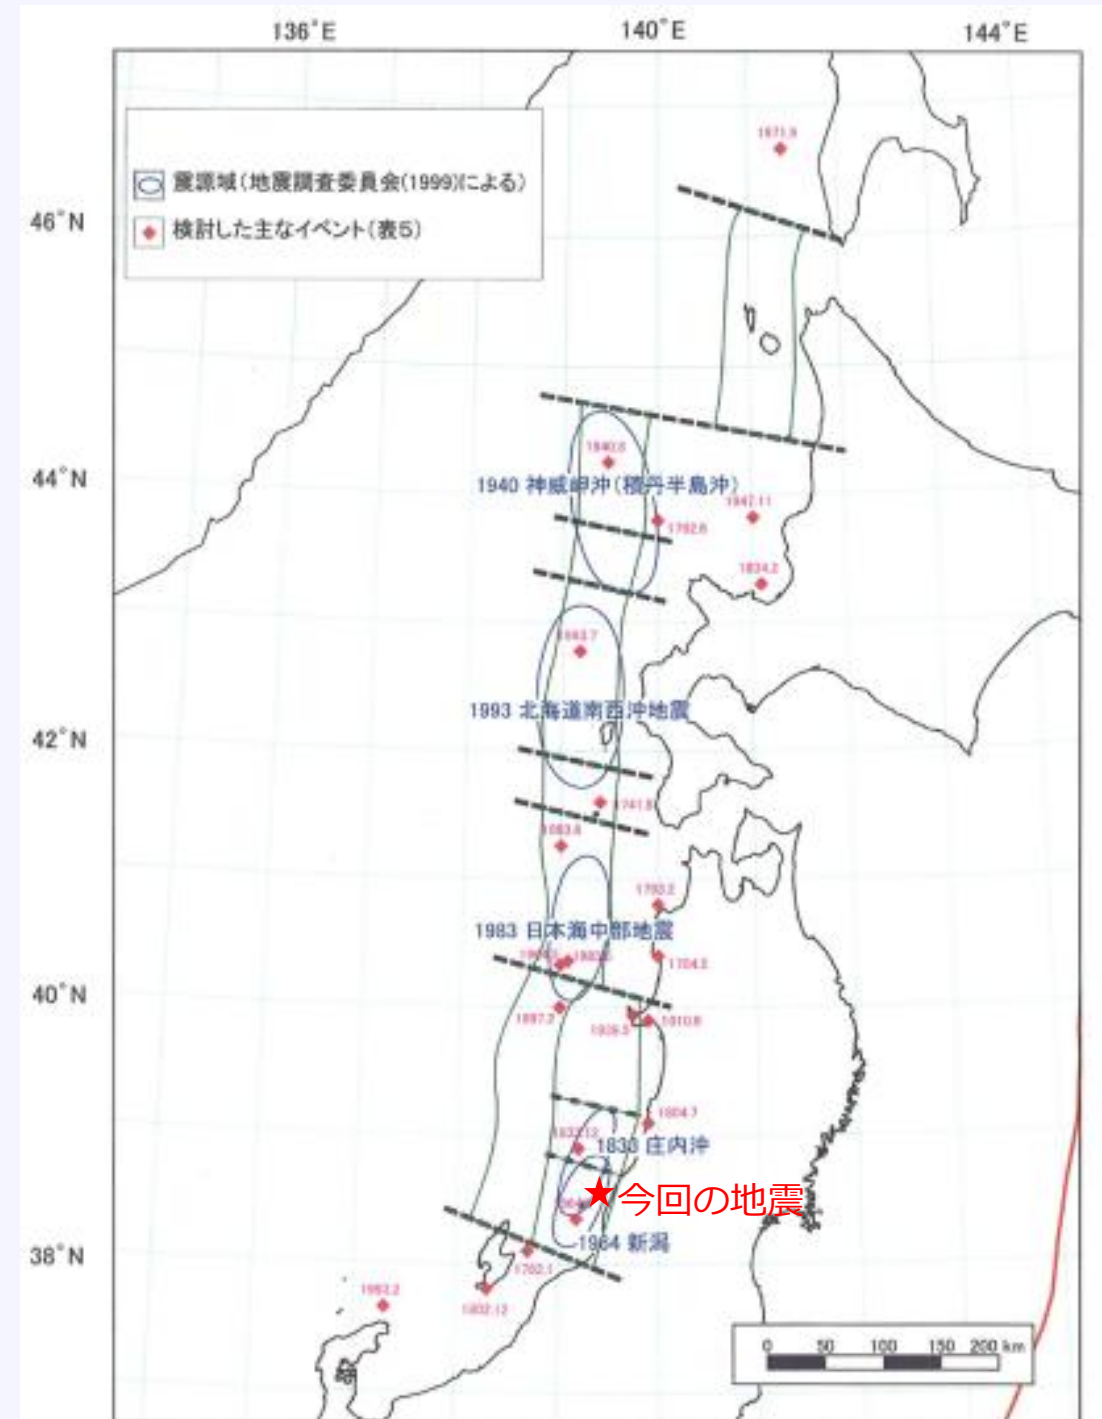 136°E
140°E
144°E
1971.9
震源域(地震調査委員会(1999)による)
46°N
検討した主なイベント(表5)
1940.8
44°N
1940 神威岬沖(積丹半島沖)
1947.11
1792.6
1834.2
1993.7
1993 北海道南西沖地震
42°N
1741.8
1983.6
1793.2
1983 日本海中部地震
1704.5
40°N
1697.2
1939.5
1810.9
1804.7
1833.12
1833 庄内沖
今回の地震
1964 新潟
38°N
1762.1
1993.2
1802.12
0 50 100 150 200 km